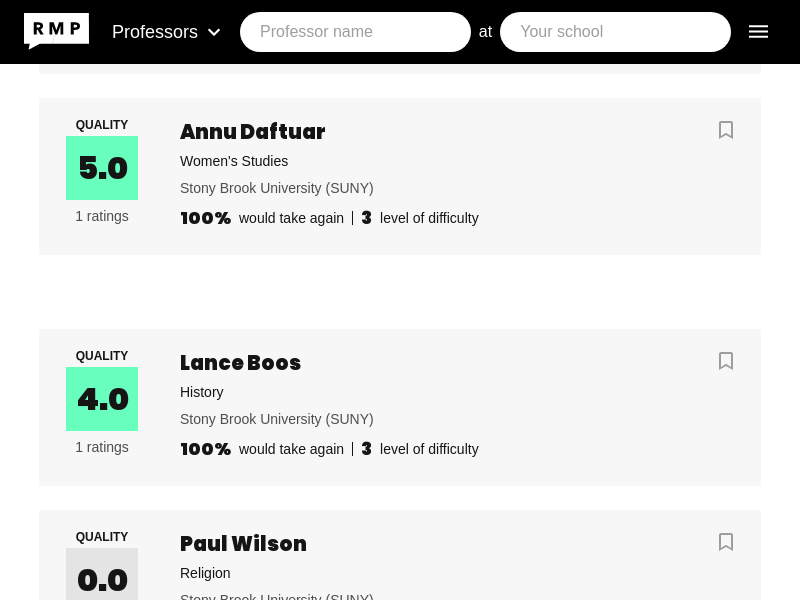 RMP Professors Professor name at Your school
QUALITY
5.0
1 ratings
Annu Daftuar
Women's Studies
Stony Brook University (SUNY)
100% would take again | 3 level of difficulty
QUALITY
4.0
1 ratings
Lance Boos
History
Stony Brook University (SUNY)
100% would take again | 3 level of difficulty
QUALITY
0.0
Paul Wilson
Religion
Stony Brook University (SUNY)